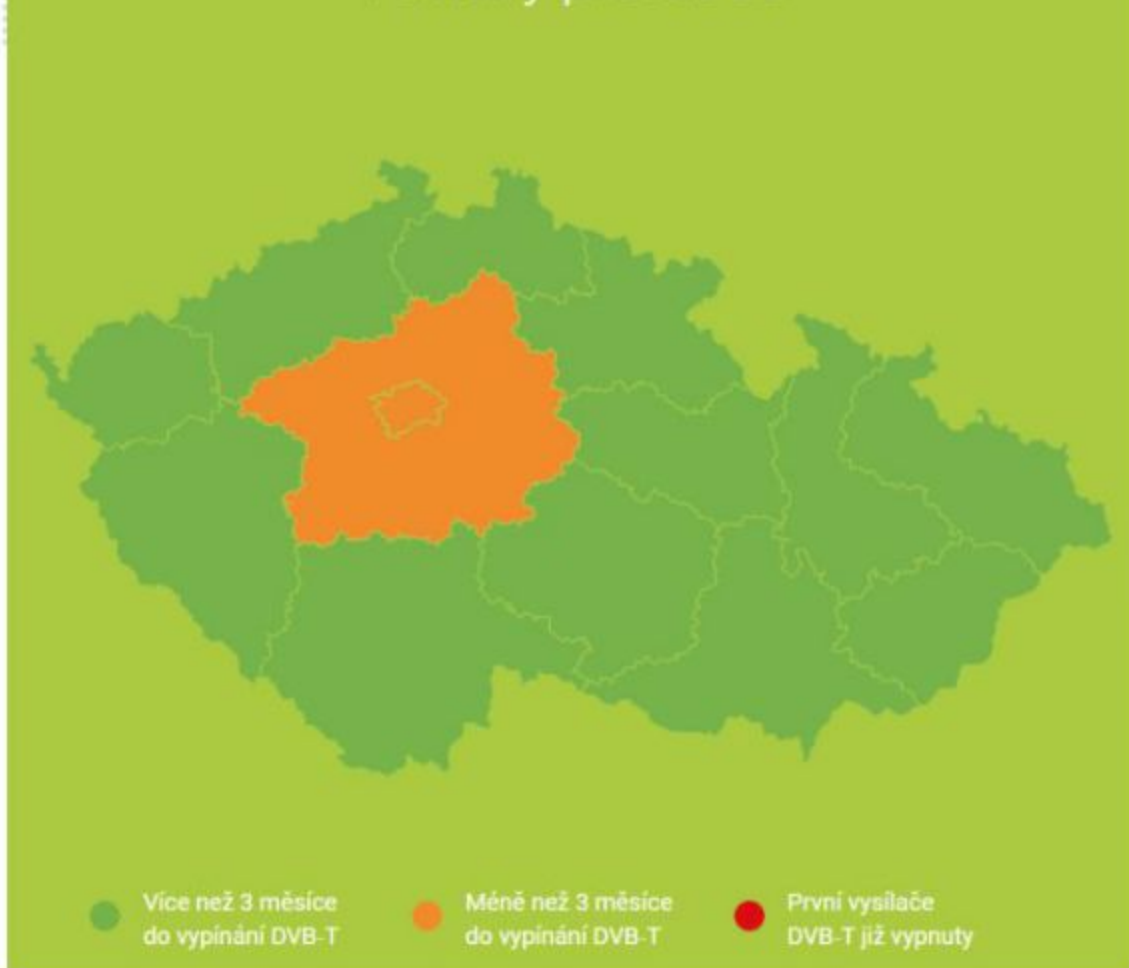 Více než 3 měsíce
do vypínání DVB-T
Méně než 3 měsíce
do vypínání DVB-T
První vysílače
DVB-T již vypnuty